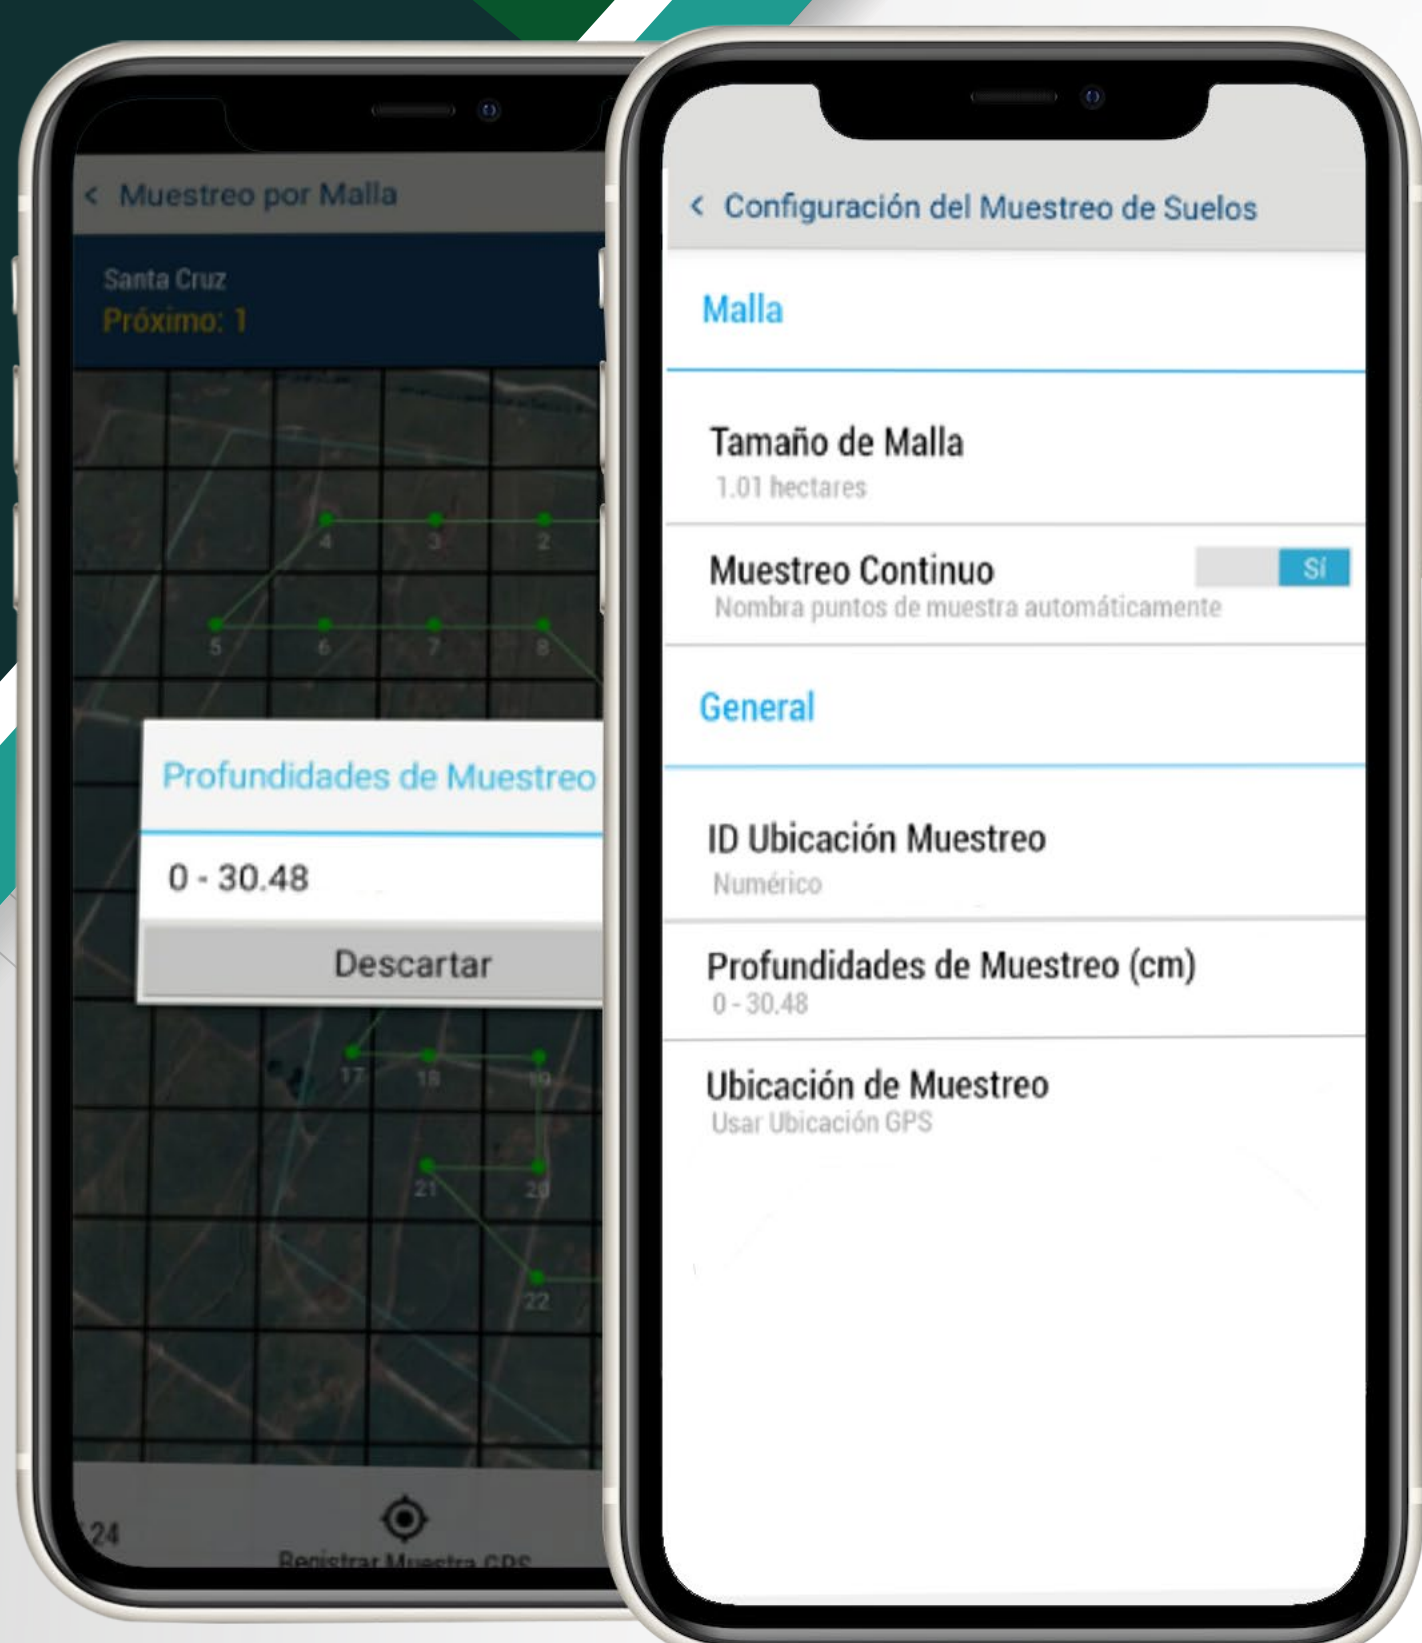 Muestreo por Malla
Santa Cruz
Próximo: 1
4
3
2
5
6
7
8
Profundidades de Muestreo
0 - 30.48
Descartar
17
18
19
21
20
22
24
Registrar Muestra GPS
Configuración del Muestreo de Suelos
Malla
Tamaño de Malla
1.01 hectares
Muestreo Continuo
Sí
Nombra puntos de muestra automáticamente
General
ID Ubicación Muestreo
Numérico
Profundidades de Muestreo (cm)
0 - 30.48
Ubicación de Muestreo
Usar Ubicación GPS